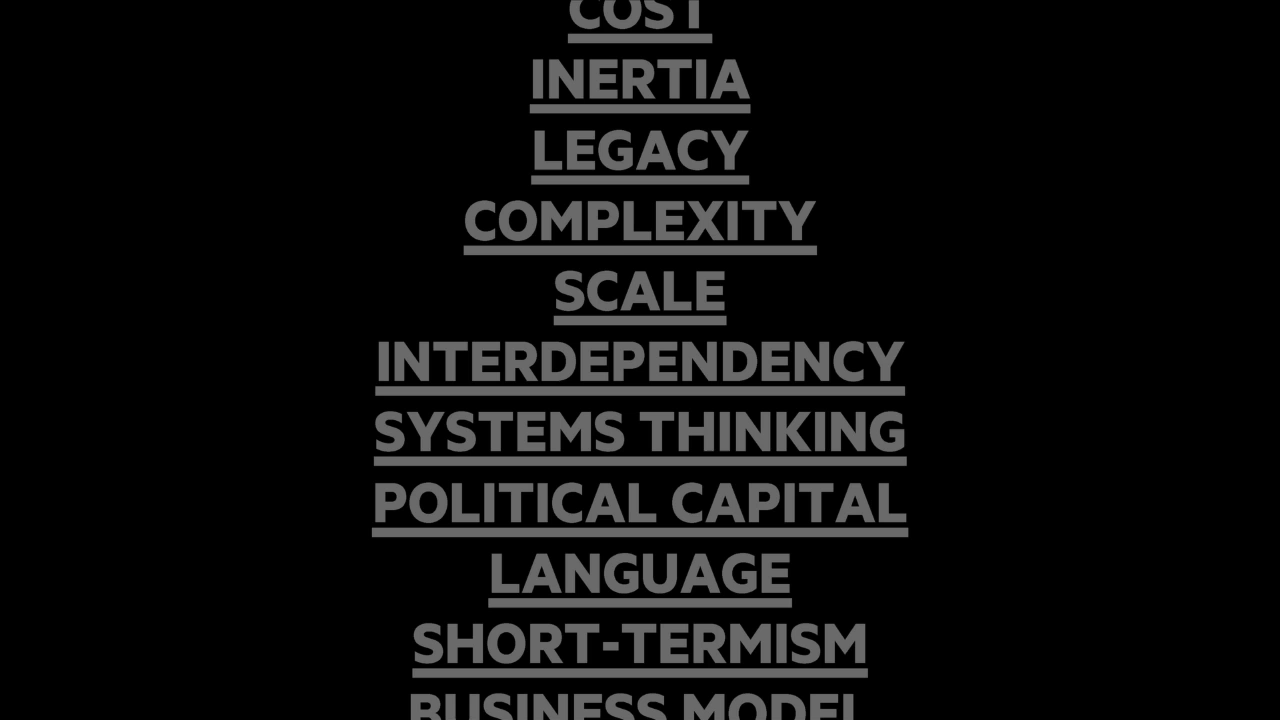 COST
INERTIA
LEGACY
COMPLEXITY
SCALE
INTERDEPENDENCY
SYSTEMS THINKING
POLITICAL CAPITAL
LANGUAGE
SHORT-TERMISM
BUSINESS MODEL